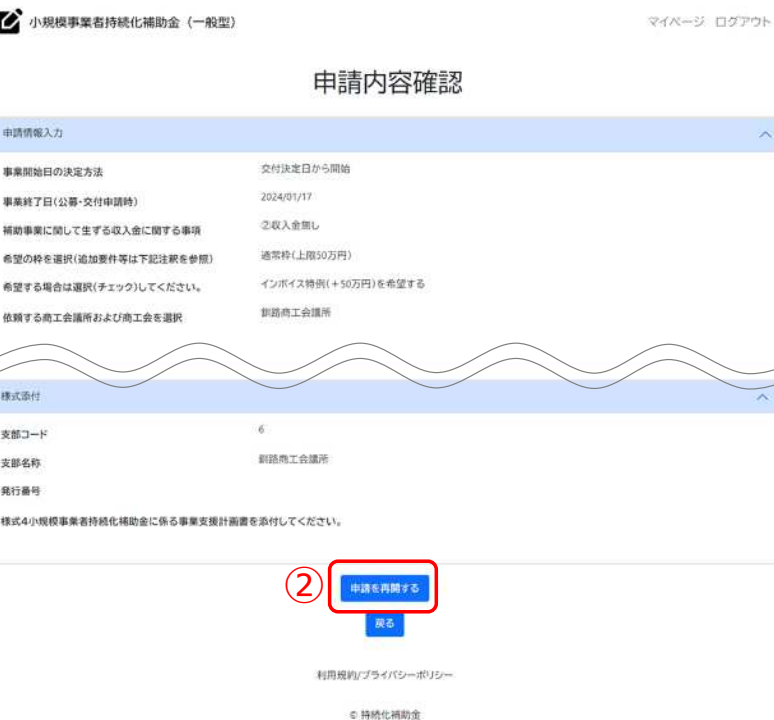 小規模事業者持続化補助金（一般型） マイページ ログアウト
申請内容確認
申請情報入力
事業開始日の決定方法 交付決定日から開始
事業終了日(公募・交付申請時) 2024/01/17
補助事業に関して生ずる収入金に関する事項 ②収入金無し
希望の枠を選択(追加要件等は下記注釈を参照) 通常枠(上限50万円)
希望する場合は選択(チェック)してください。 インボイス特例(＋50万円)を希望する
依頼する商工会議所および商工会を選択 釧路商工会議所
様式添付
支部コード 6
支部名称 釧路商工会議所
発行番号
様式4小規模事業者持続化補助金に係る事業支援計画書を添付してください。
② 申請を再開する
戻る
利用規約/プライバシーポリシー
© 持続化補助金